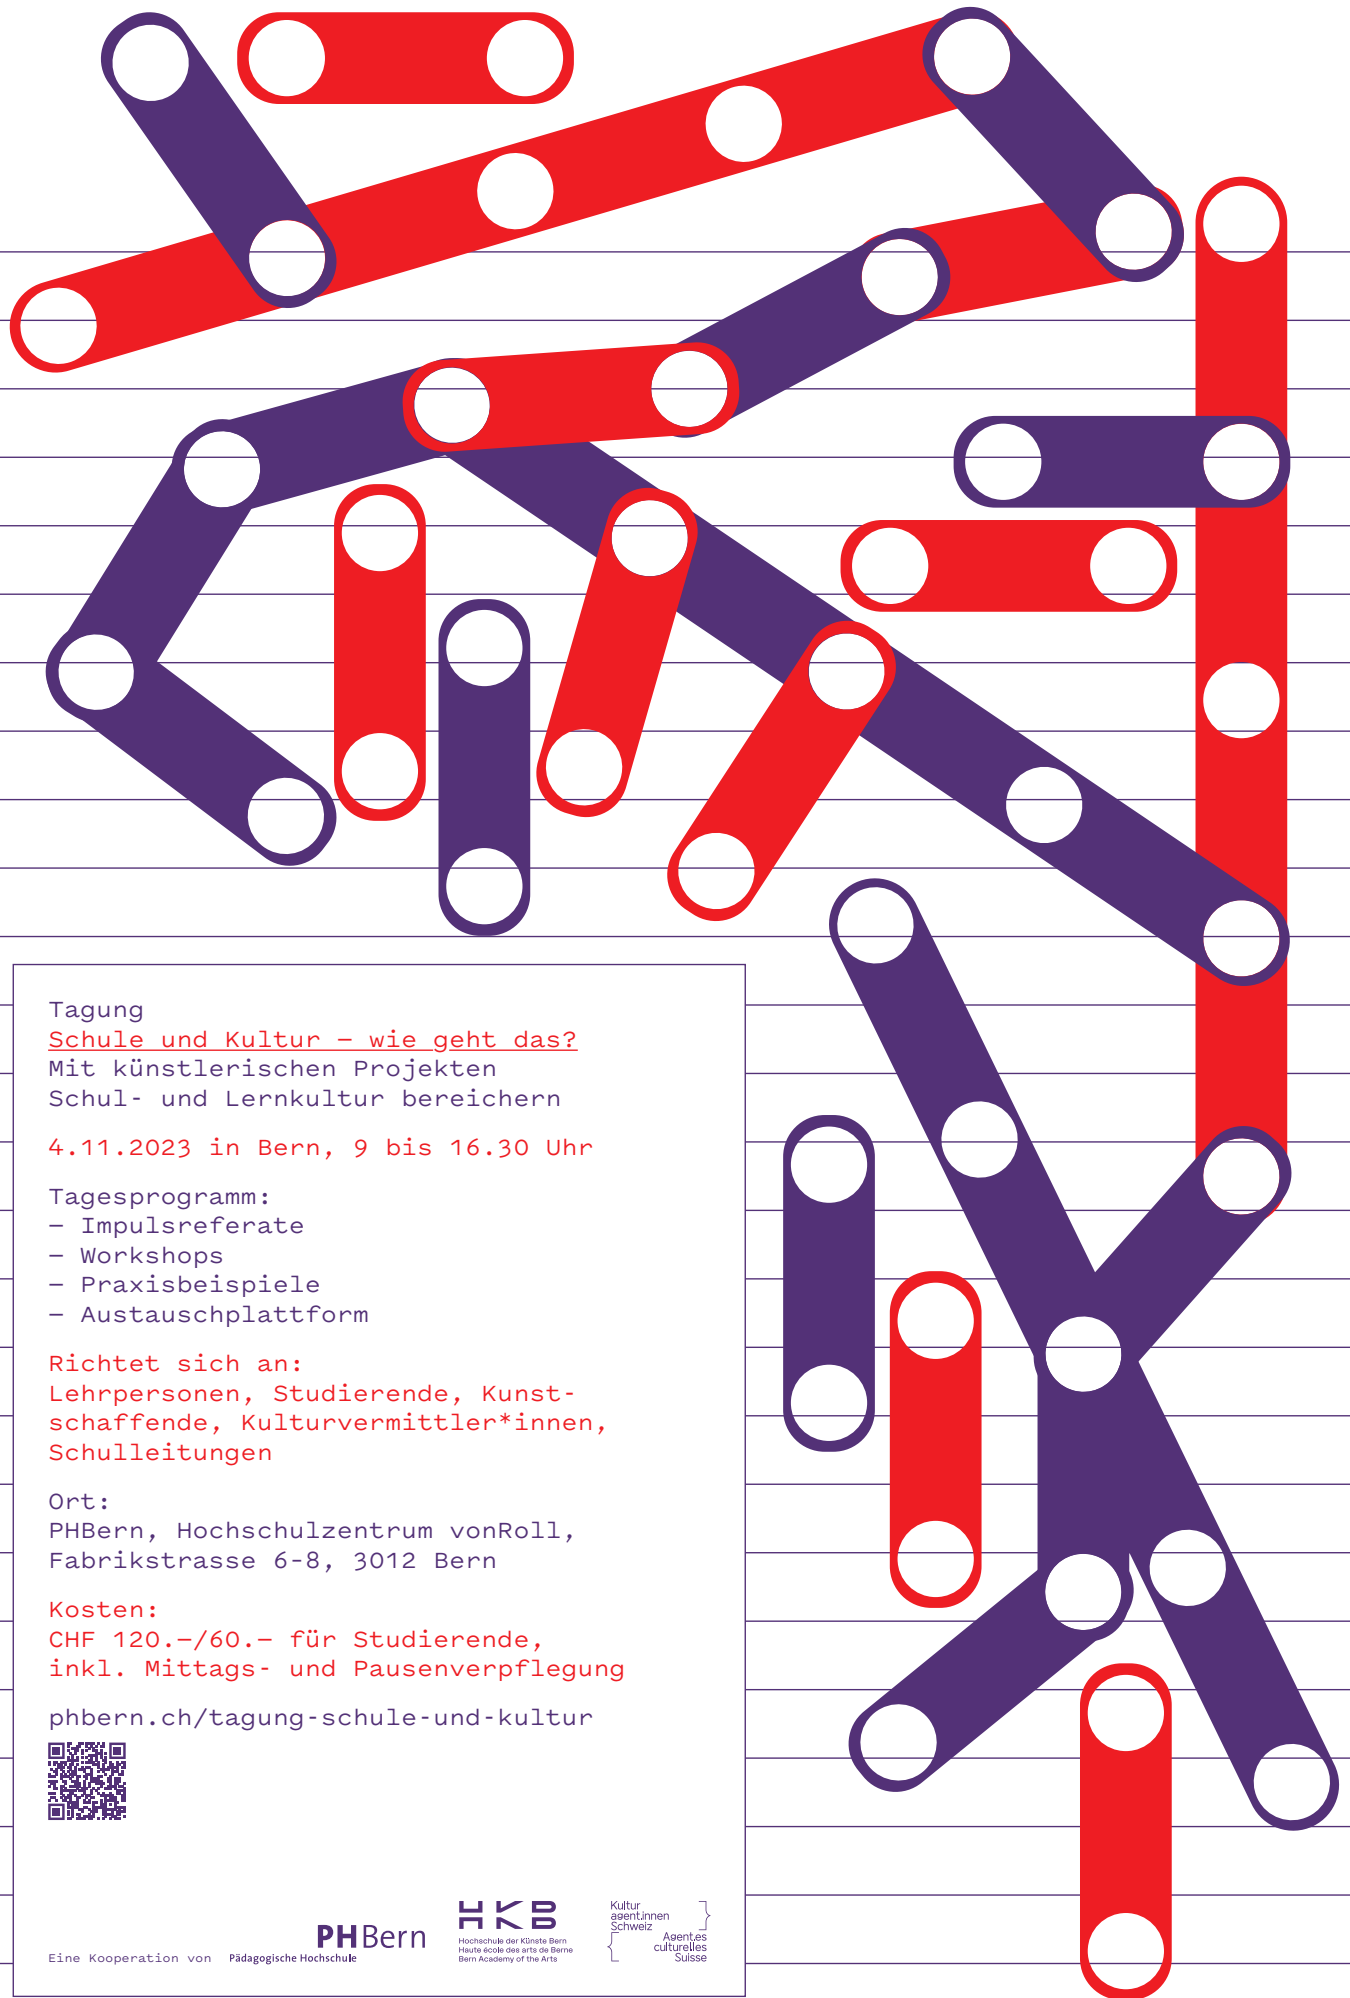 Tagung
Schule und Kultur – wie geht das?
Mit künstlerischen Projekten
Schul- und Lernkultur bereichern
4.11.2023 in Bern, 9 bis 16.30 Uhr
Tagesprogramm:
– Impulsreferate
– Workshops
– Praxisbeispiele
– Austauschplattform
Richtet sich an:
Lehrpersonen, Studierende, Kunst-
schaffende, Kulturvermittler*innen,
Schulleitungen
Ort:
PHBern, Hochschulzentrum vonRoll,
Fabrikstrasse 6-8, 3012 Bern
Kosten:
CHF 120.–/60.– für Studierende,
inkl. Mittags- und Pausenverpflegung
phbern.ch/tagung-schule-und-kultur
Eine Kooperation von
PHBern
Pädagogische Hochschule
HKB
Hochschule der Künste Bern
Haute école des arts de Berne
Bern Academy of the Arts
Kultur
agent.innen
Schweiz
Agent.es
culturelles
Suisse